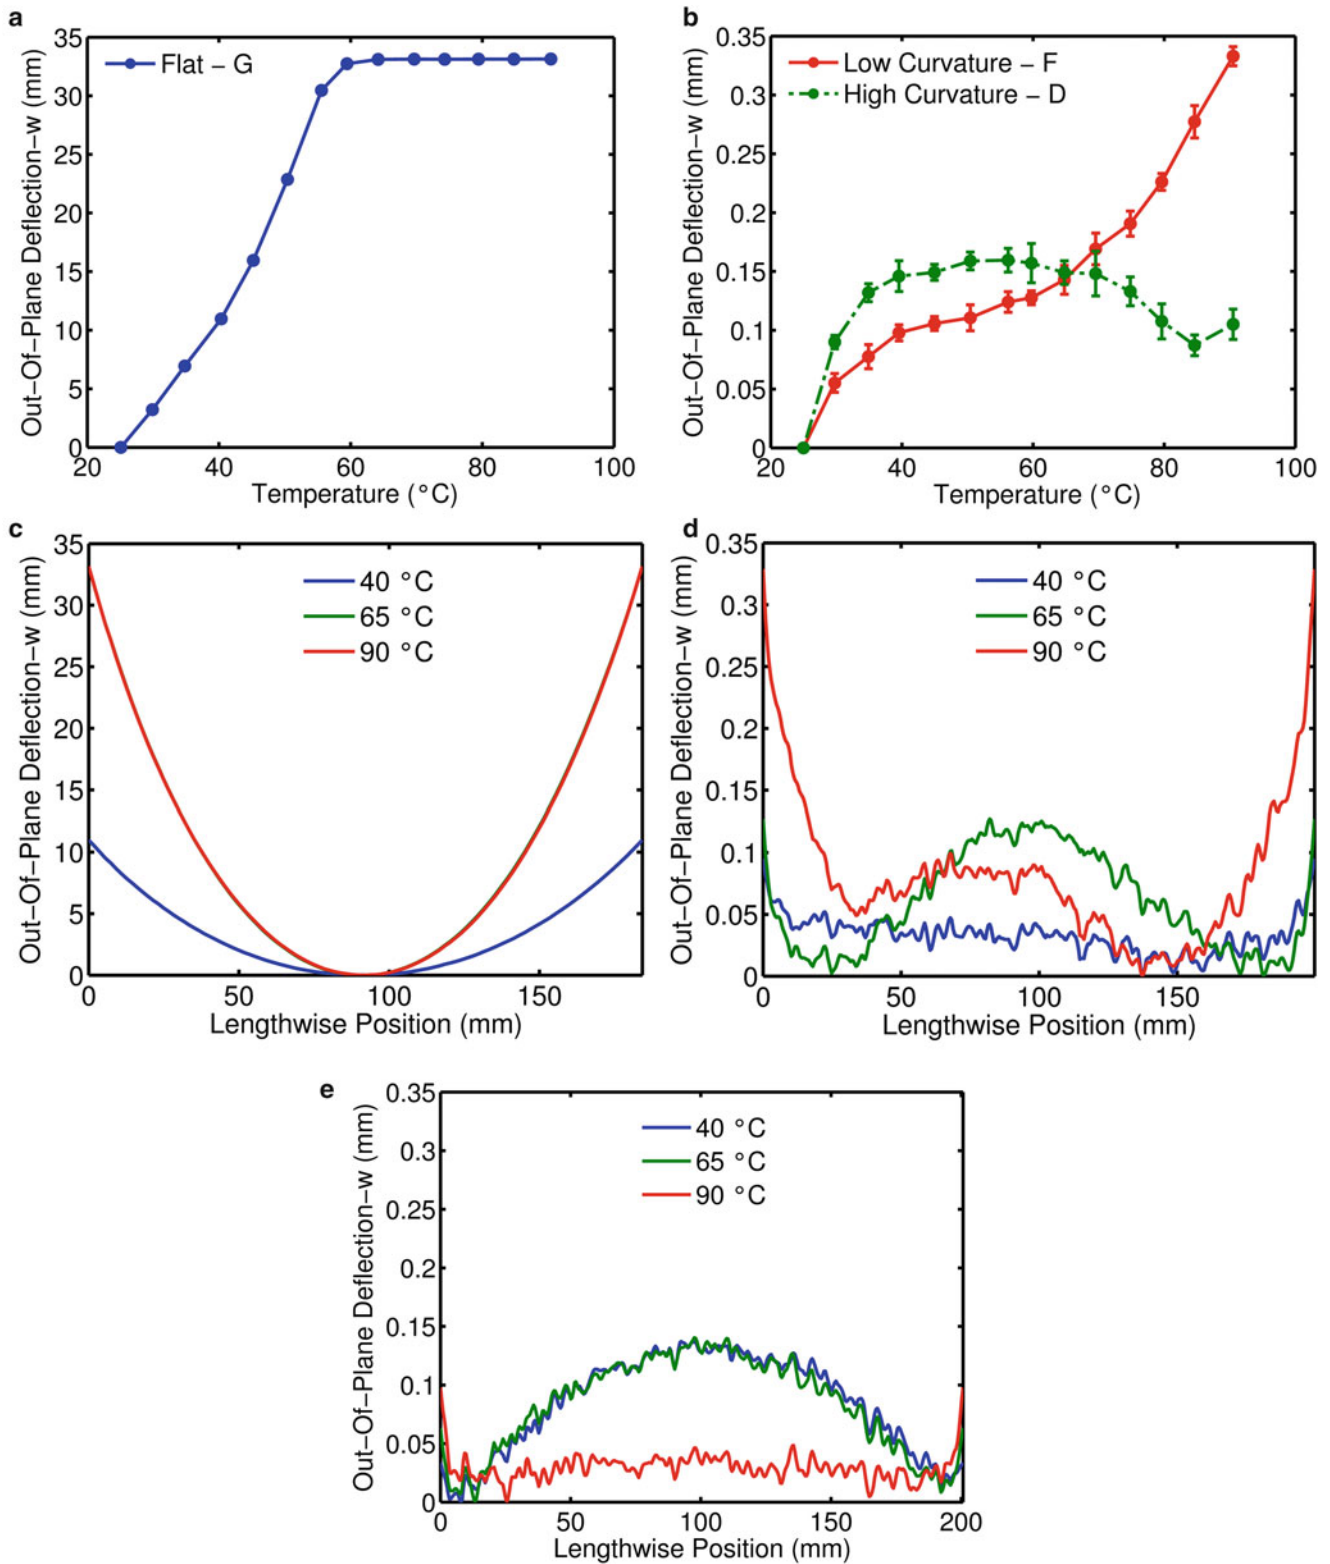 a
Out-Of-Plane Deflection-w (mm)
35
30
25
20
15
10
5
0
20 40 60 80 100
Temperature (°C)
Flat - G
b
Out-Of-Plane Deflection-w (mm)
0.35
0.3
0.25
0.2
0.15
0.1
0.05
0
20 40 60 80 100
Temperature (°C)
Low Curvature - F
High Curvature - D
c
Out-Of-Plane Deflection-w (mm)
35
30
25
20
15
10
5
0
0 50 100 150
Lengthwise Position (mm)
40 °C
65 °C
90 °C
d
Out-Of-Plane Deflection-w (mm)
0.35
0.3
0.25
0.2
0.15
0.1
0.05
0
0 50 100 150
Lengthwise Position (mm)
40 °C
65 °C
90 °C
e
Out-Of-Plane Deflection-w (mm)
0.35
0.3
0.25
0.2
0.15
0.1
0.05
0
0 50 100 150 200
Lengthwise Position (mm)
40 °C
65 °C
90 °C